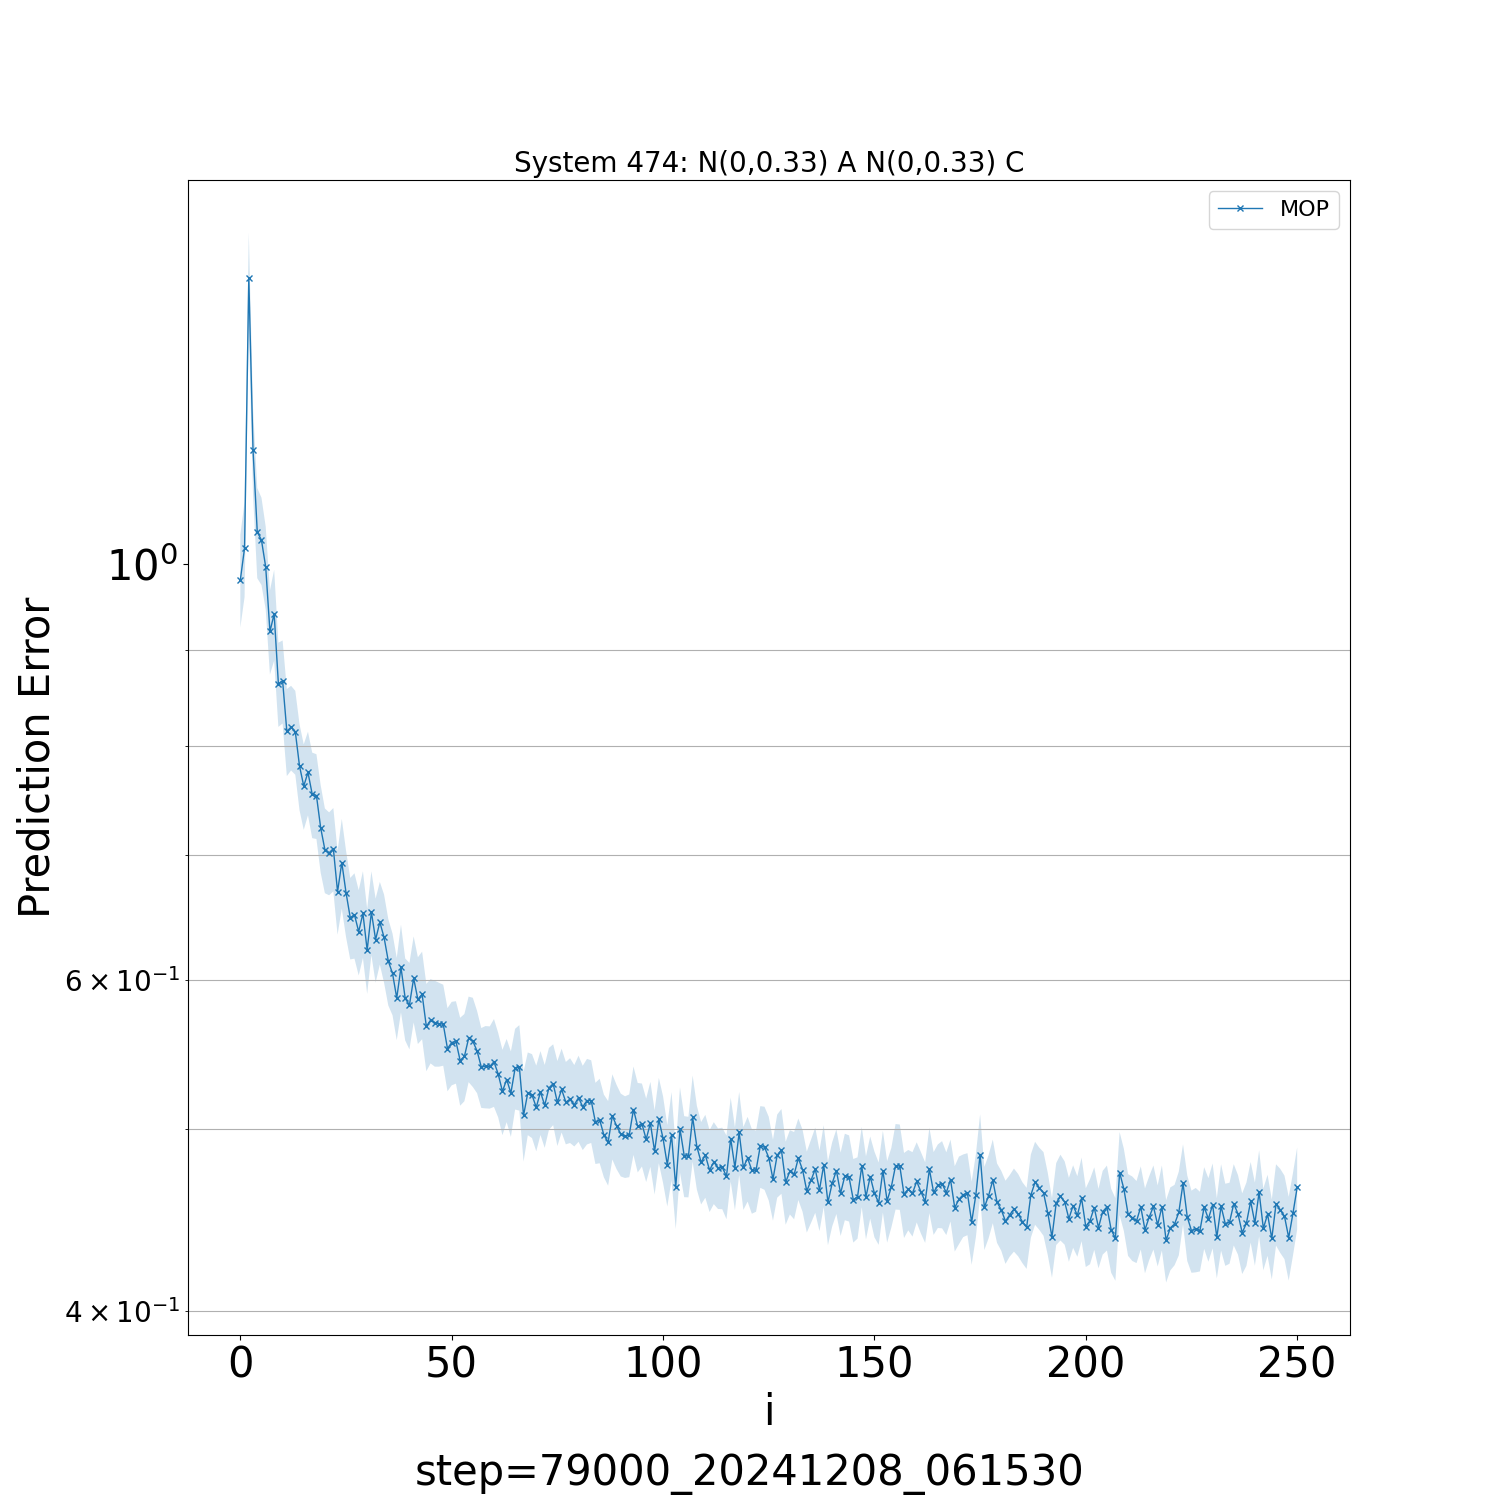 System 474: N(0,0.33) A N(0,0.33) C
MOP
10⁰
6 × 10⁻¹
4 × 10⁻¹
Prediction Error
0 50 100 150 200 250
i
step=79000_20241208_061530